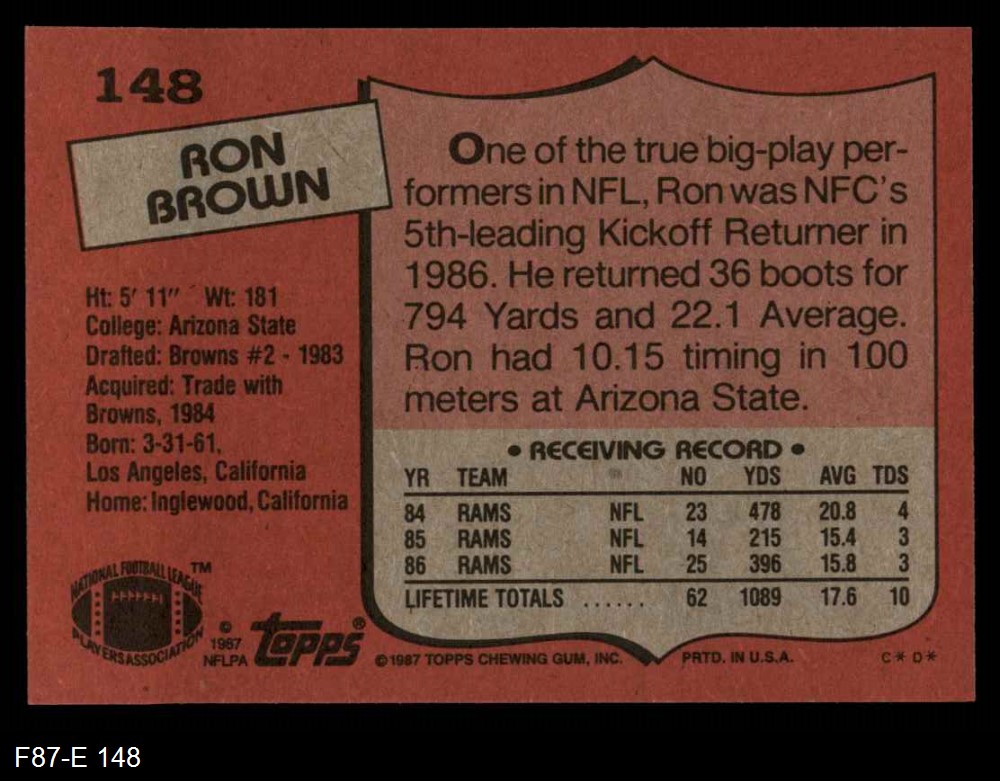 148
RON
BROWN
Ht: 5' 11" Wt: 181
College: Arizona State
Drafted: Browns #2 - 1983
Acquired: Trade with
Browns, 1984
Born: 3-31-61,
Los Angeles, California
Home: Inglewood, California
One of the true big-play per-
formers in NFL, Ron was NFC's
5th-leading Kickoff Returner in
1986. He returned 36 boots for
794 Yards and 22.1 Average.
Ron had 10.15 timing in 100
meters at Arizona State.
• RECEIVING RECORD •
YR TEAM NO YDS AVG TDS
84 RAMS NFL 23 478 20.8 4
85 RAMS NFL 14 215 15.4 3
86 RAMS NFL 25 396 15.8 3
LIFETIME TOTALS ...... 62 1089 17.6 10
NATIONAL FOOTBALL LEAGUE ™
PLAYERS ASSOCIATION
© 1987 NFLPA
topps®
©1987 TOPPS CHEWING GUM, INC. PRTD. IN U.S.A. C*D*
F87-E 148